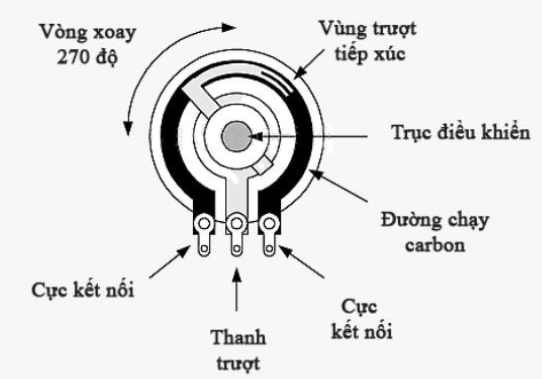 Vòng xoay
270 độ
Vùng trượt
tiếp xúc
Trục điều khiển
Đường chạy
carbon
Cực kết nối
Thanh
trượt
Cực
kết nối